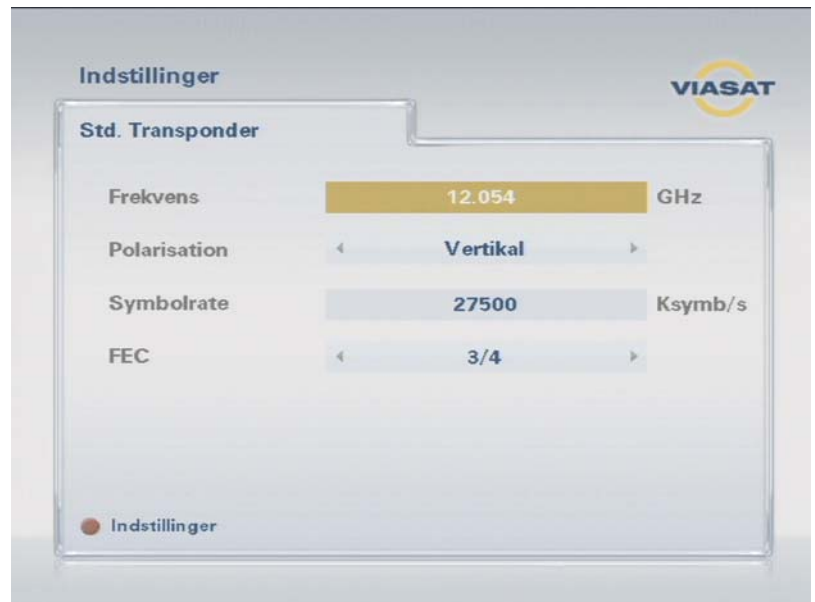 Indstillinger
VIASAT
Std. Transponder
Frekvens 12.054 GHz
Polarisation Vertikal
Symbolrate 27500 Ksymb/s
FEC 3/4
Indstillinger